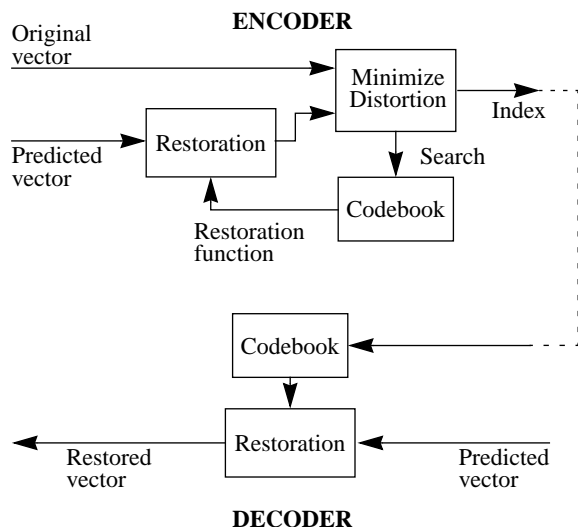 ENCODER
Original
vector
Minimize
Distortion
Index
Predicted
vector
Restoration
Search
Codebook
Restoration
function
Codebook
Restoration
Restored
vector
Predicted
vector
DECODER